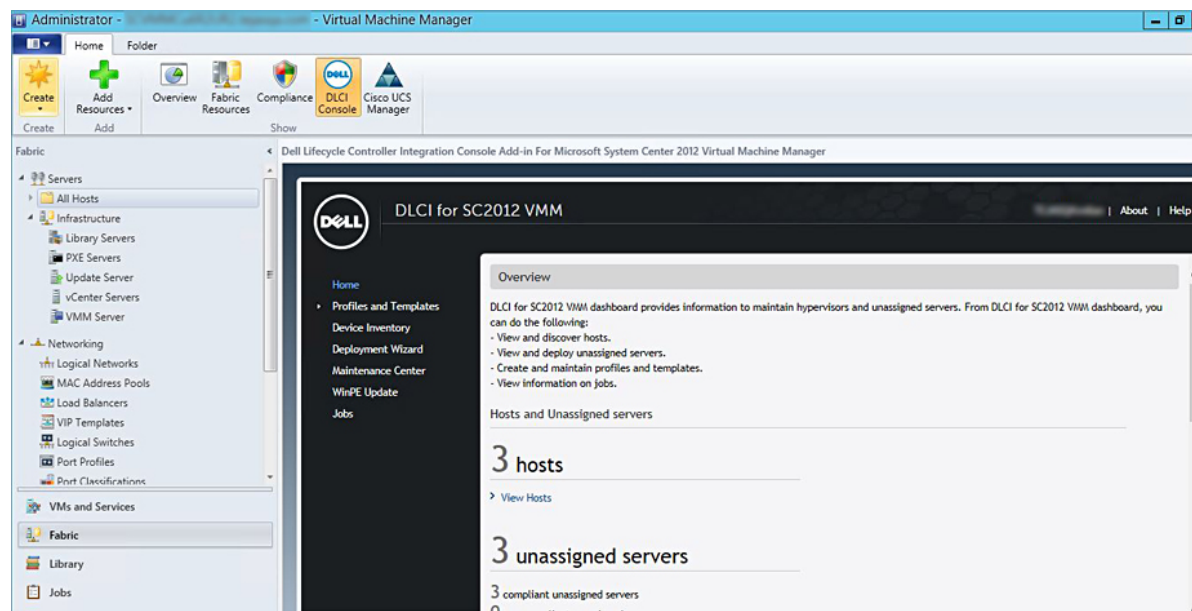 Administrator -  - Virtual Machine Manager
Home Folder
Create
Add Resources
Overview
Fabric Resources
Compliance
DELL
DLCI Console
Cisco UCS Manager
Create Add Show
Fabric
Servers
All Hosts
Infrastructure
Library Servers
PXE Servers
Update Server
vCenter Servers
VMM Server
Networking
Logical Networks
MAC Address Pools
Load Balancers
VIP Templates
Logical Switches
Port Profiles
Port Classifications
VMs and Services
Fabric
Library
Jobs
Dell Lifecycle Controller Integration Console Add-in For Microsoft System Center 2012 Virtual Machine Manager
DELL
DLCI for SC2012 VMM
| About | Help
Home
Profiles and Templates
Device Inventory
Deployment Wizard
Maintenance Center
WinPE Update
Jobs
Overview
DLCI for SC2012 VMM dashboard provides information to maintain hypervisors and unassigned servers. From DLCI for SC2012 VMM dashboard, you
can do the following:
- View and discover hosts.
- View and deploy unassigned servers.
- Create and maintain profiles and templates.
- View information on jobs.
Hosts and Unassigned servers
3 hosts
View Hosts
3 unassigned servers
3 compliant unassigned servers